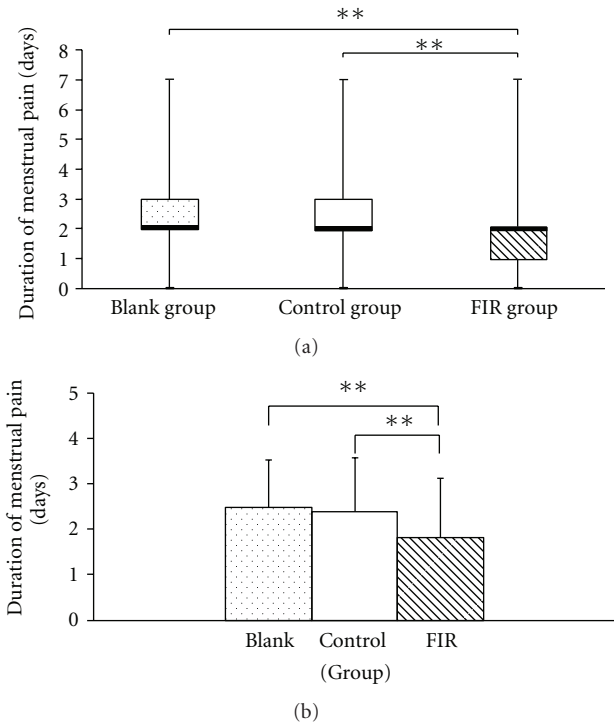 **
**
Duration of menstrual pain (days)
8
7
6
5
4
3
2
1
0
Blank group Control group FIR group
(a)
**
**
Duration of menstrual pain
(days)
5
4
3
2
1
0
Blank Control FIR
(Group)
(b)